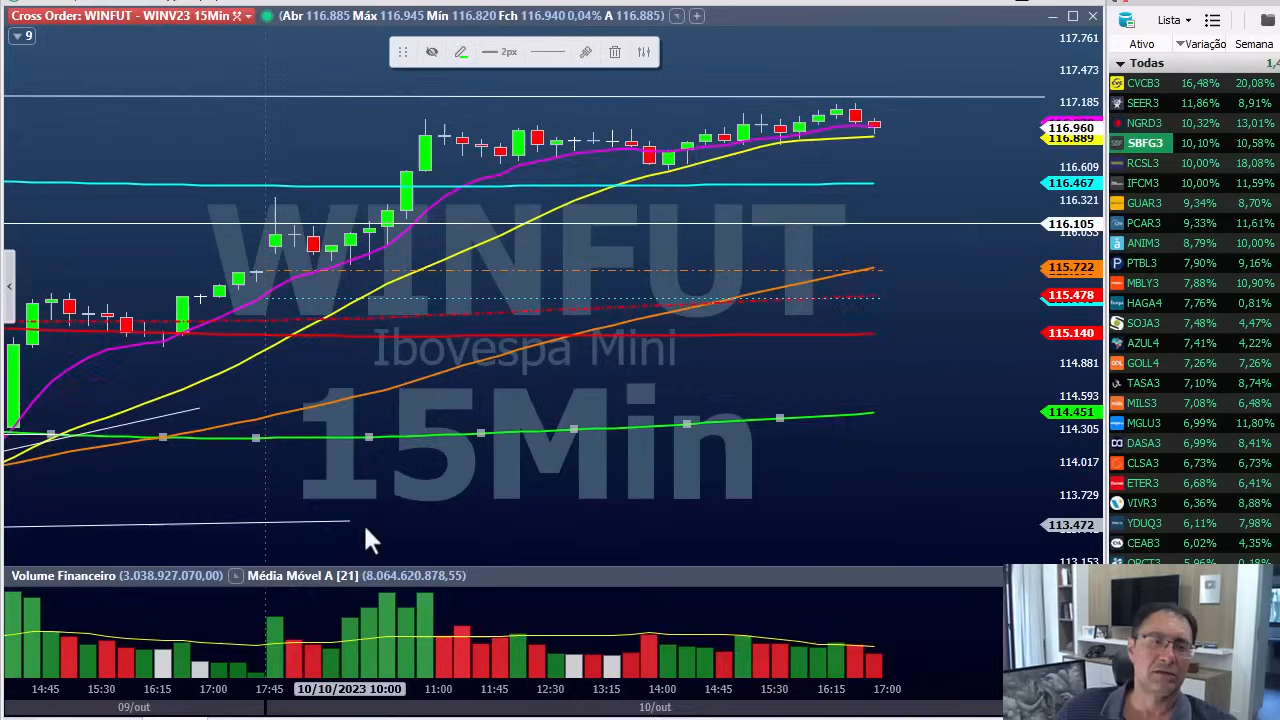 Cross Order: WINFUT - WINV23 15Min
(Abr 116.885 Máx 116.945 Mín 116.820 Fch 116.940 0,04% A 116.885)
9
2px
WINFUT
Ibovespa Mini
15Min
117.761
117.473
117.185
116.960
116.889
116.609
116.467
116.321
116.105
116.033
115.722
115.478
115.140
114.881
114.593
114.451
114.305
114.017
113.729
113.472
113.153
Volume Financeiro (3.038.927.070,00) Média Móvel A [21] (8.064.620.878,55)
14:45 15:30 16:15 17:00 17:45 10/10/2023 10:00 11:00 11:45 12:30 13:15 14:00 14:45 15:30 16:15 17:00
09/out 10/out
Lista
Ativo Variação Semana
Todas 1,4
CVCB3 16,48% 20,08%
SEER3 11,86% 8,91%
NGRD3 10,32% 13,01%
SBFG3 10,10% 10,58%
RCSL3 10,00% 18,08%
IFCM3 10,00% 11,59%
GUAR3 9,34% 8,70%
PCAR3 9,33% 11,61%
ANIM3 8,79% 10,00%
PTBL3 7,90% 9,16%
MBLY3 7,88% 10,90%
HAGA4 7,76% 0,81%
SOJA3 7,48% 4,47%
AZUL4 7,41% 4,22%
GOLL4 7,26% 7,26%
TASA3 7,10% 8,74%
MILS3 7,08% 6,48%
MGLU3 6,99% 11,80%
DASA3 6,99% 8,41%
CLSA3 6,73% 6,73%
ETER3 6,68% 6,41%
VIVR3 6,36% 8,88%
YDUQ3 6,11% 7,98%
CEAB3 6,02% 4,35%